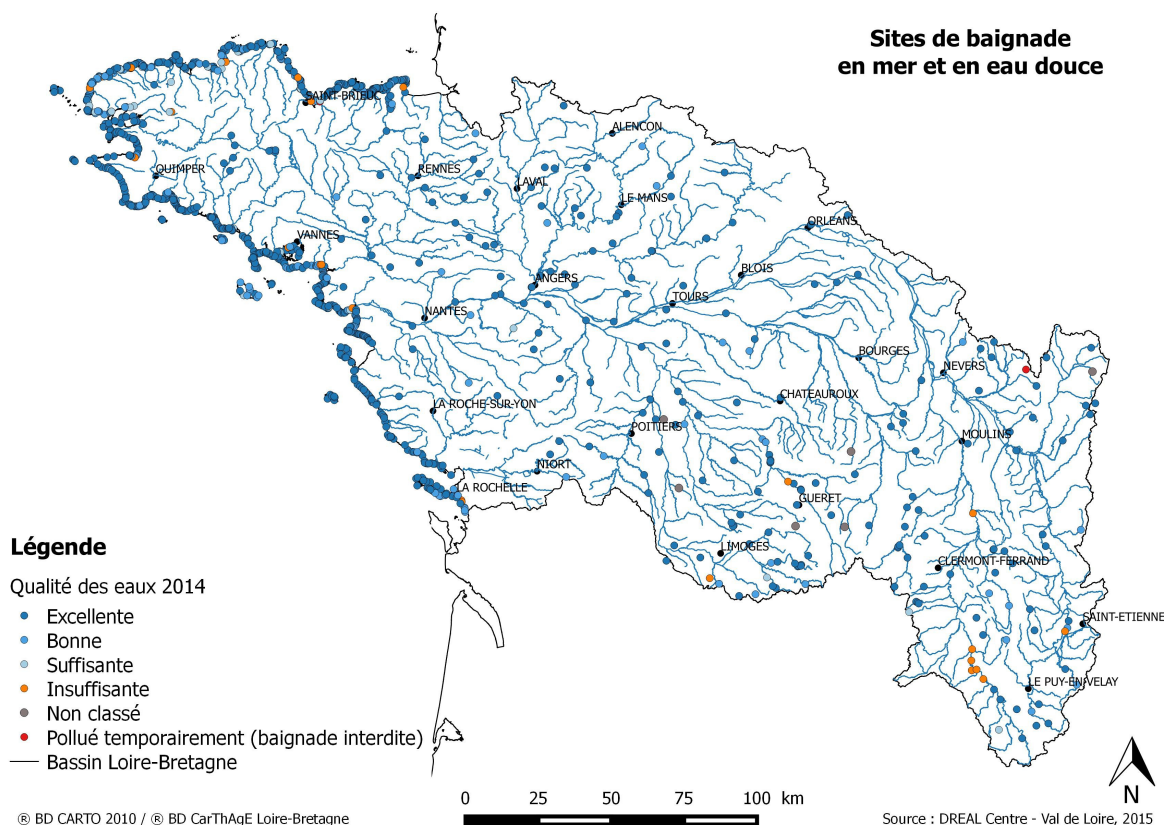 Sites de baignade
en mer et en eau douce
SAINT-BRIEUC
ALENCON
QUIMPER
RENNES
LAVAL
LE MANS
ORLEANS
VANNES
BLOIS
ANGERS
TOURS
NANTES
BOURGES
NEVERS
CHATEAUROUX
LA ROCHE-SUR-YON
POITIERS
MOULINS
NIORT
LA ROCHELLE
GUERET
LIMOGES
CLERMONT-FERRAND
SAINT-ETIENNE
LE PUY-EN-VELAY
Légende
Qualité des eaux 2014
Excellente
Bonne
Suffisante
Insuffisante
Non classé
Pollué temporairement (baignade interdite)
Bassin Loire-Bretagne
0 25 50 75 100 km
N
® BD CARTO 2010 / ® BD CarThAgE Loire-Bretagne
Source : DREAL Centre - Val de Loire, 2015